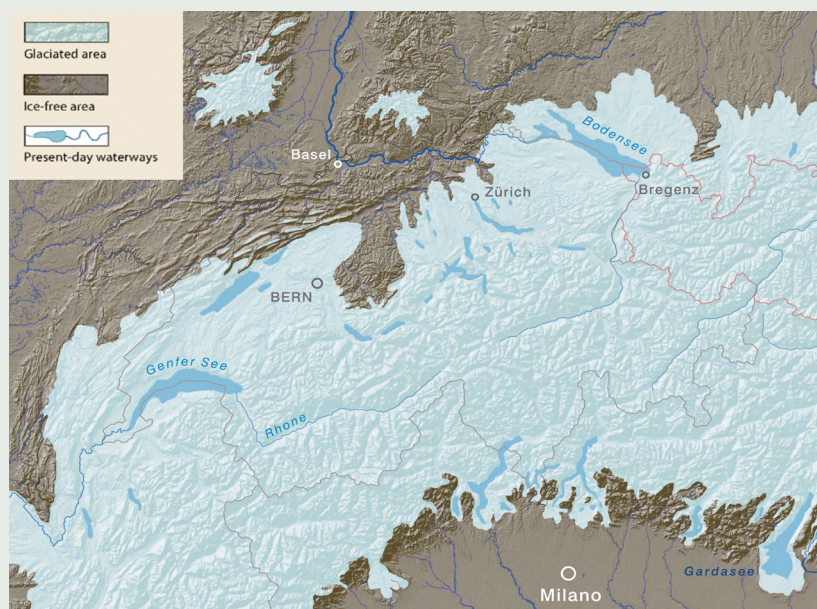 Glaciated area
Ice-free area
Present-day waterways
Basel
Bodensee
Zürich
Bregenz
BERN
Genfer See
Rhone
Gardasee
Milano